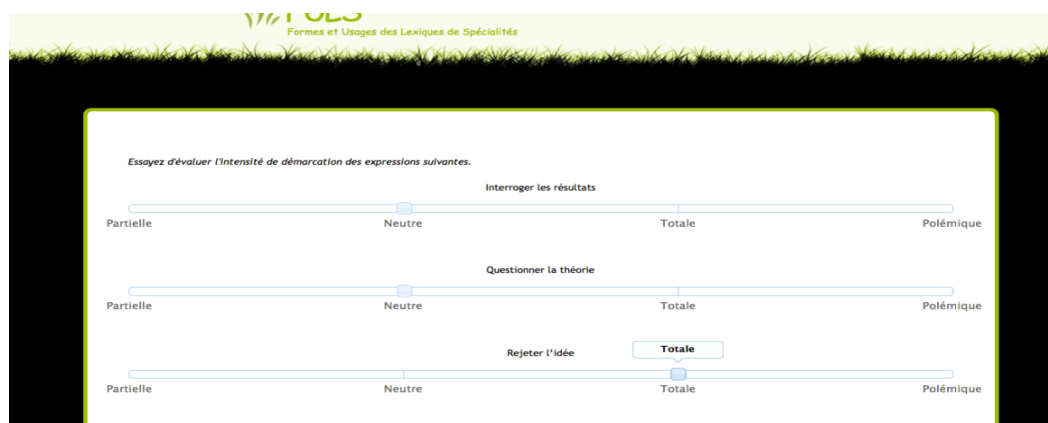 Formes et Usages des Lexiques de Spécialités
Essayez d'évaluer l'intensité de démarcation des expressions suivantes.
Interroger les résultats
Partielle Neutre Totale Polémique
Questionner la théorie
Partielle Neutre Totale Polémique
Rejeter l'idée Totale
Partielle Neutre Totale Polémique